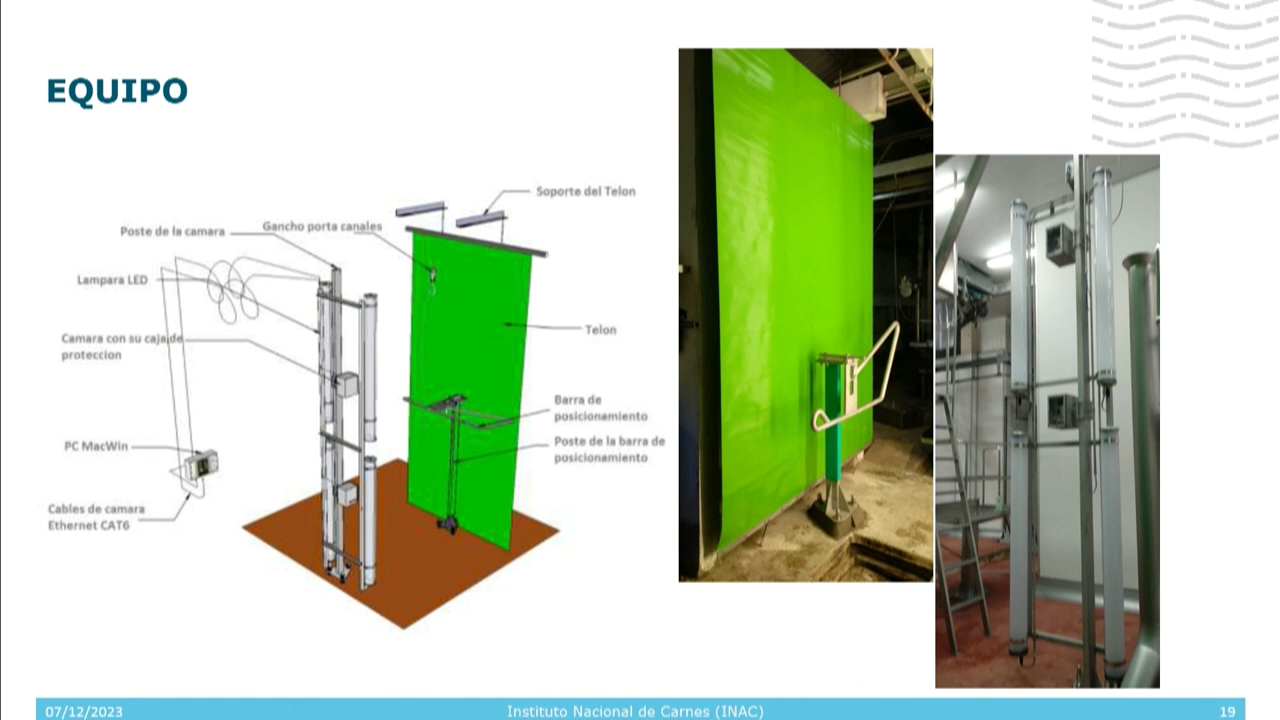 EQUIPO
Soporte del Telon
Poste de la camara
Gancho porta canales
Lampara LED
Telon
Camara con su caja de
proteccion
Barra de
posicionamiento
PC MacWin
Poste de la barra de
posicionamiento
Cables de camara
Ethernet CAT6
07/12/2023
Instituto Nacional de Carnes (INAC)
19